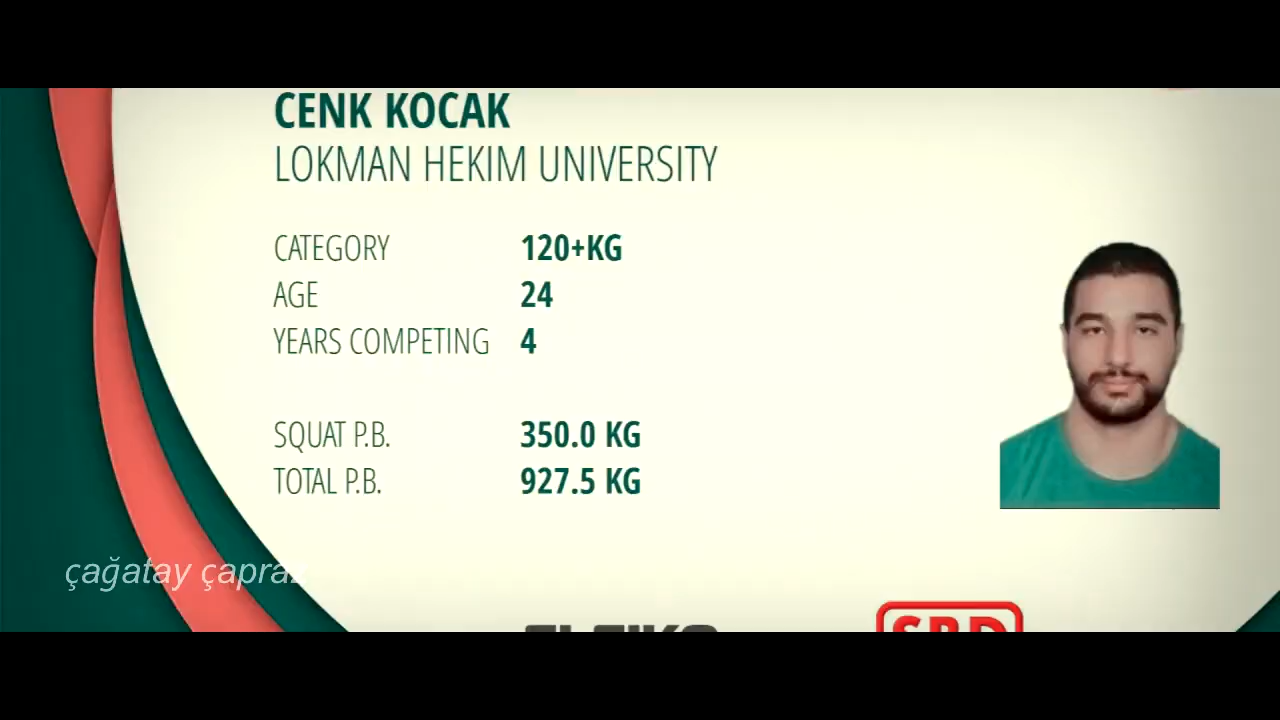 CENK KOCAK
LOKMAN HEKIM UNIVERSITY
CATEGORY 120+KG
AGE 24
YEARS COMPETING 4
SQUAT P.B. 350.0 KG
TOTAL P.B. 927.5 KG
çağatay çapraz
SBD